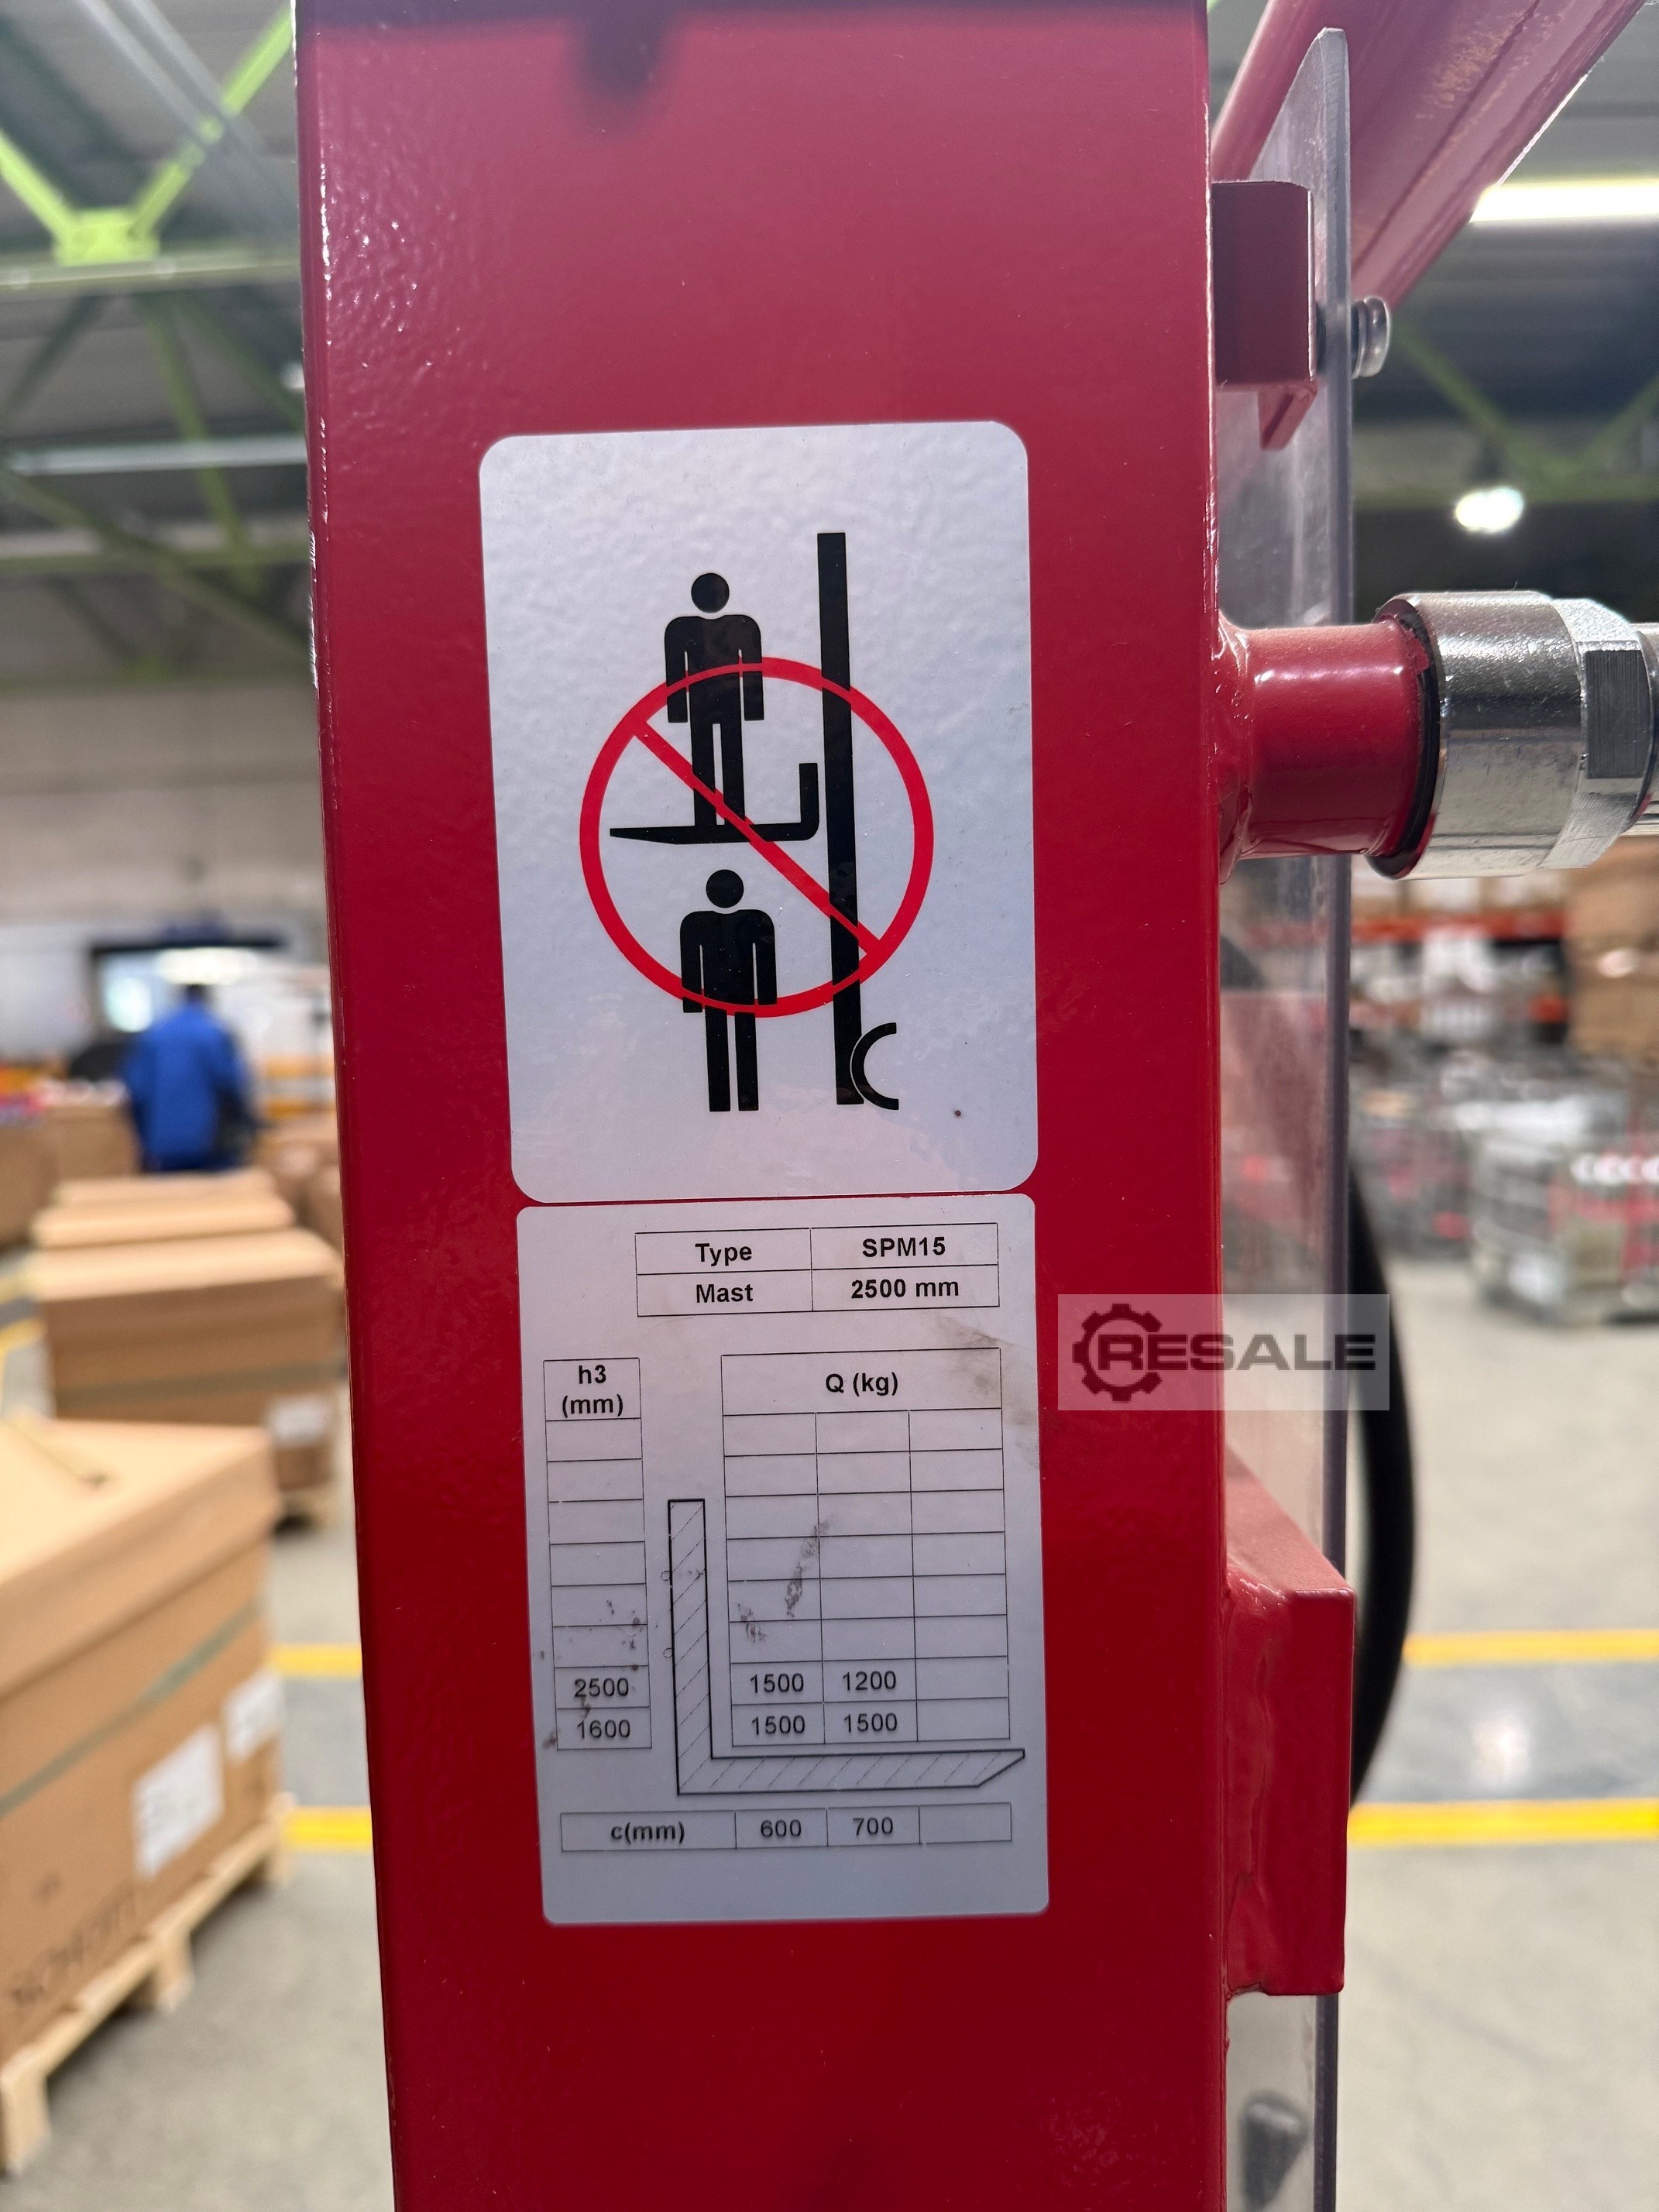 Type SPM15
Mast 2500 mm
h3
(mm)
Q (kg)
2500 1500 1200
1600 1500 1500
c(mm) 600 700
RESALE